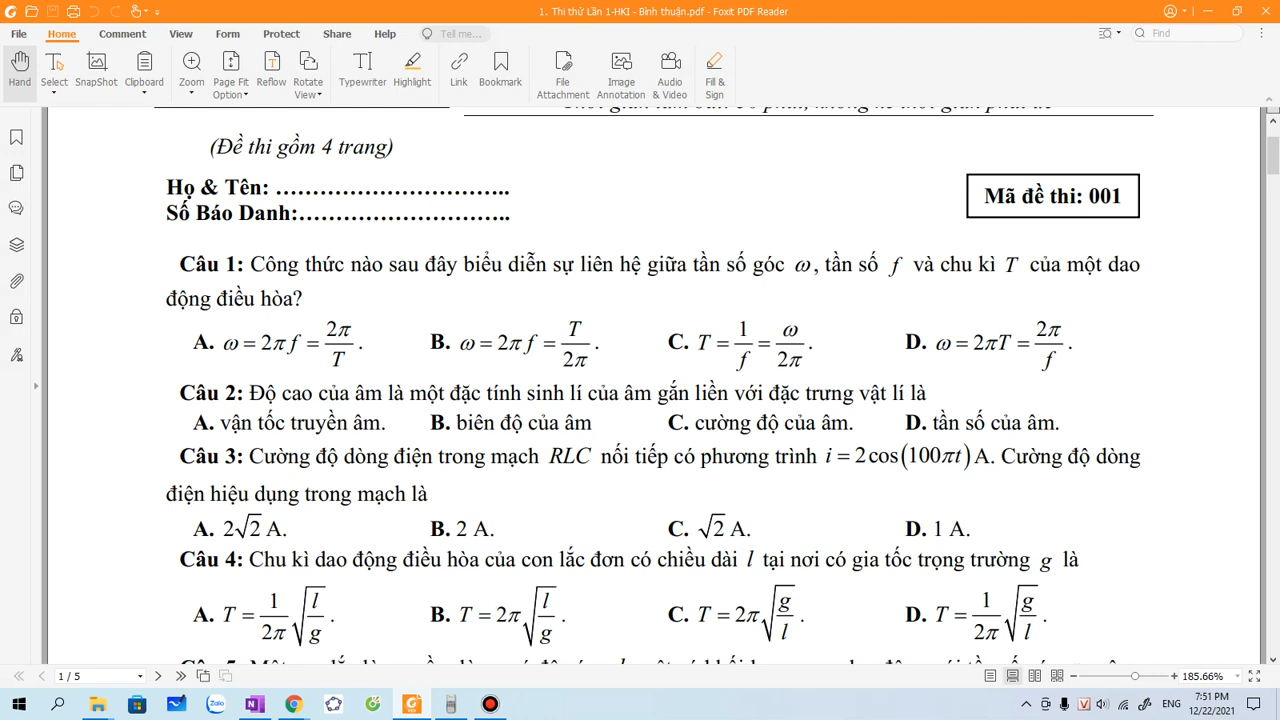 1. Thi thử Lần 1-HKI - Bình thuận.pdf - Foxit PDF Reader
File Home Comment View Form Protect Share Help Tell me... Find
Hand Select SnapShot Clipboard Zoom Page Fit Option Reflow Rotate View Typewriter Highlight Link Bookmark File Attachment Image Annotation Audio & Video Fill & Sign
(Đề thi gồm 4 trang)
Họ & Tên: …………………………..
Số Báo Danh:………………………..
Mã đề thi: 001
Câu 1: Công thức nào sau đây biểu diễn sự liên hệ giữa tần số góc ω, tần số f và chu kì T của một dao
động điều hòa?
A. ω = 2πf = 2π/T. B. ω = 2πf = T/2π. C. T = 1/f = ω/2π. D. ω = 2πT = 2π/f.
Câu 2: Độ cao của âm là một đặc tính sinh lí của âm gắn liền với đặc trưng vật lí là
A. vận tốc truyền âm. B. biên độ của âm C. cường độ của âm. D. tần số của âm.
Câu 3: Cường độ dòng điện trong mạch RLC nối tiếp có phương trình i = 2cos(100πt) A. Cường độ dòng
điện hiệu dụng trong mạch là
A. 2√2 A. B. 2 A. C. √2 A. D. 1 A.
Câu 4: Chu kì dao động điều hòa của con lắc đơn có chiều dài l tại nơi có gia tốc trọng trường g là
A. T = 1/2π √(l/g). B. T = 2π√(l/g). C. T = 2π√(g/l). D. T = 1/2π √(g/l).
1 / 5 185.66%
7:51 PM
12/22/2021